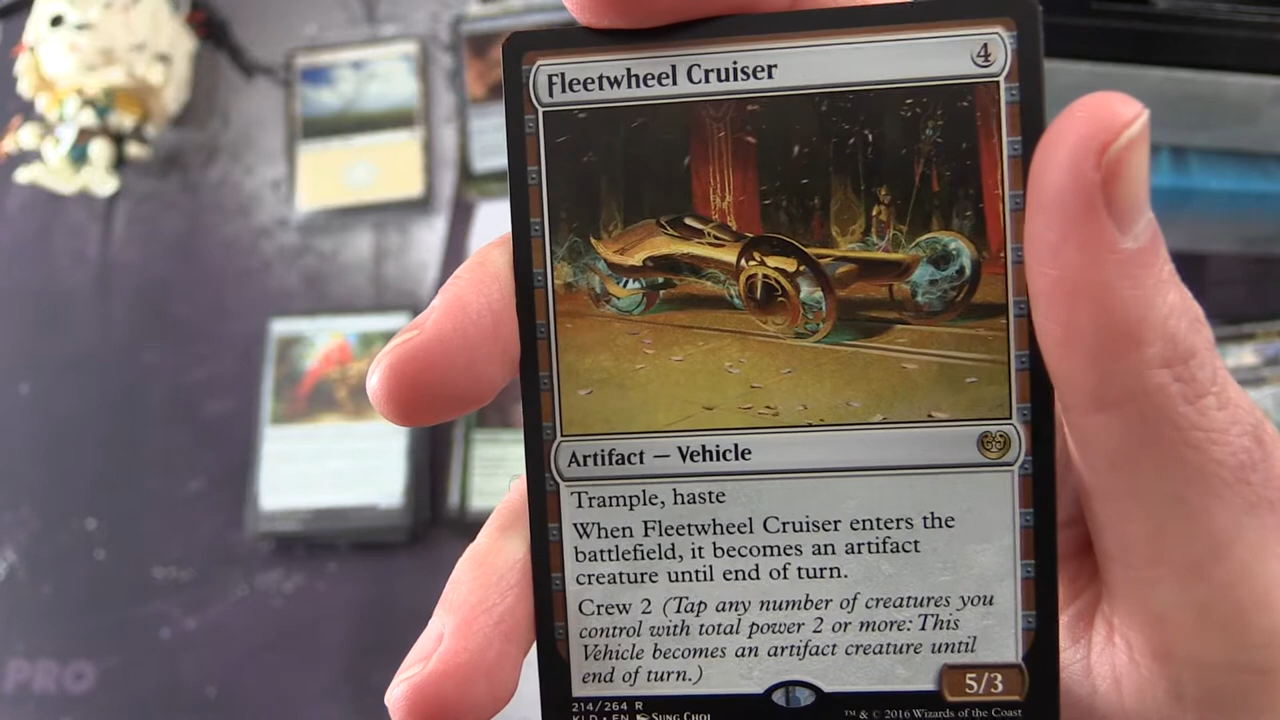 Fleetwheel Cruiser 4
Artifact — Vehicle
Trample, haste
When Fleetwheel Cruiser enters the
battlefield, it becomes an artifact
creature until end of turn.
Crew 2 (Tap any number of creatures you
control with total power 2 or more: This
Vehicle becomes an artifact creature until
end of turn.)
5/3
214/264 R
KLD • EN Sung Choi
™ & © 2016 Wizards of the Coast
PRO